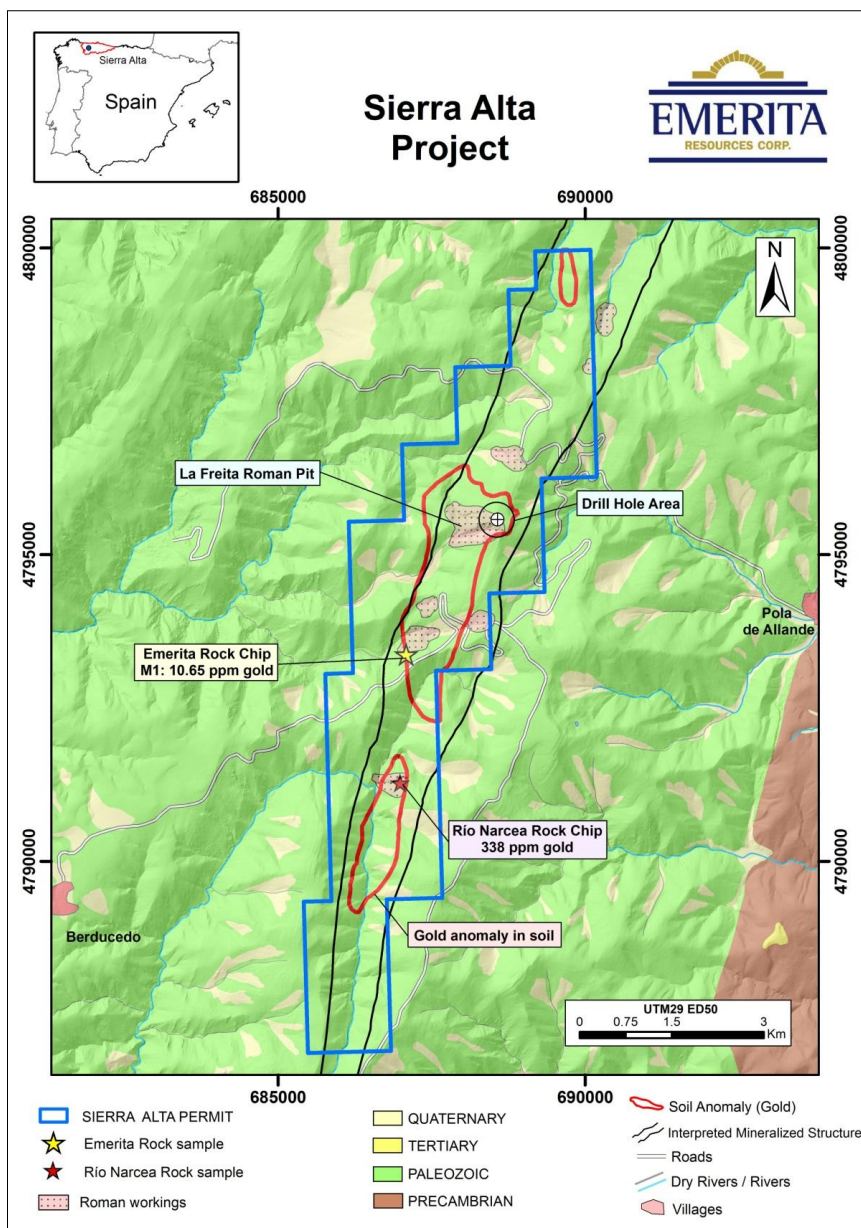 Sierra Alta
Spain
Sierra Alta
Project
EMERITA
RESOURCES CORP.
685000
690000
4800000
4800000
N
La Freita Roman Pit
Drill Hole Area
4795000
4795000
Pola
de Allande
Emerita Rock Chip
M1: 10.65 ppm gold
Río Narcea Rock Chip
338 ppm gold
4790000
4790000
Berducedo
Gold anomaly in soil
UTM29 ED50
0 0.75 1.5 3
Km
685000
690000
SIERRA ALTA PERMIT
Emerita Rock sample
Río Narcea Rock sample
Roman workings
QUATERNARY
TERTIARY
PALEOZOIC
PRECAMBRIAN
Soil Anomaly (Gold)
Interpreted Mineralized Structure
Roads
Dry Rivers / Rivers
Villages